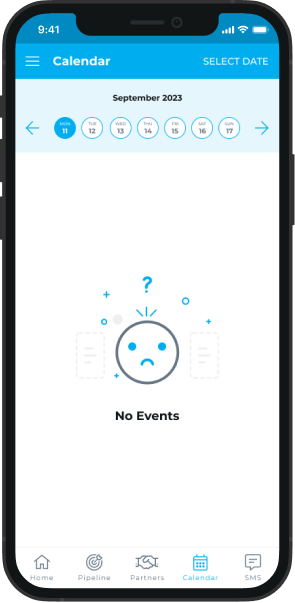 9:41
Calendar SELECT DATE
September 2023
MON TUE WED THU FRI SAT SUN
11 12 13 14 15 16 17
?
No Events
Home Pipeline Partners Calendar SMS